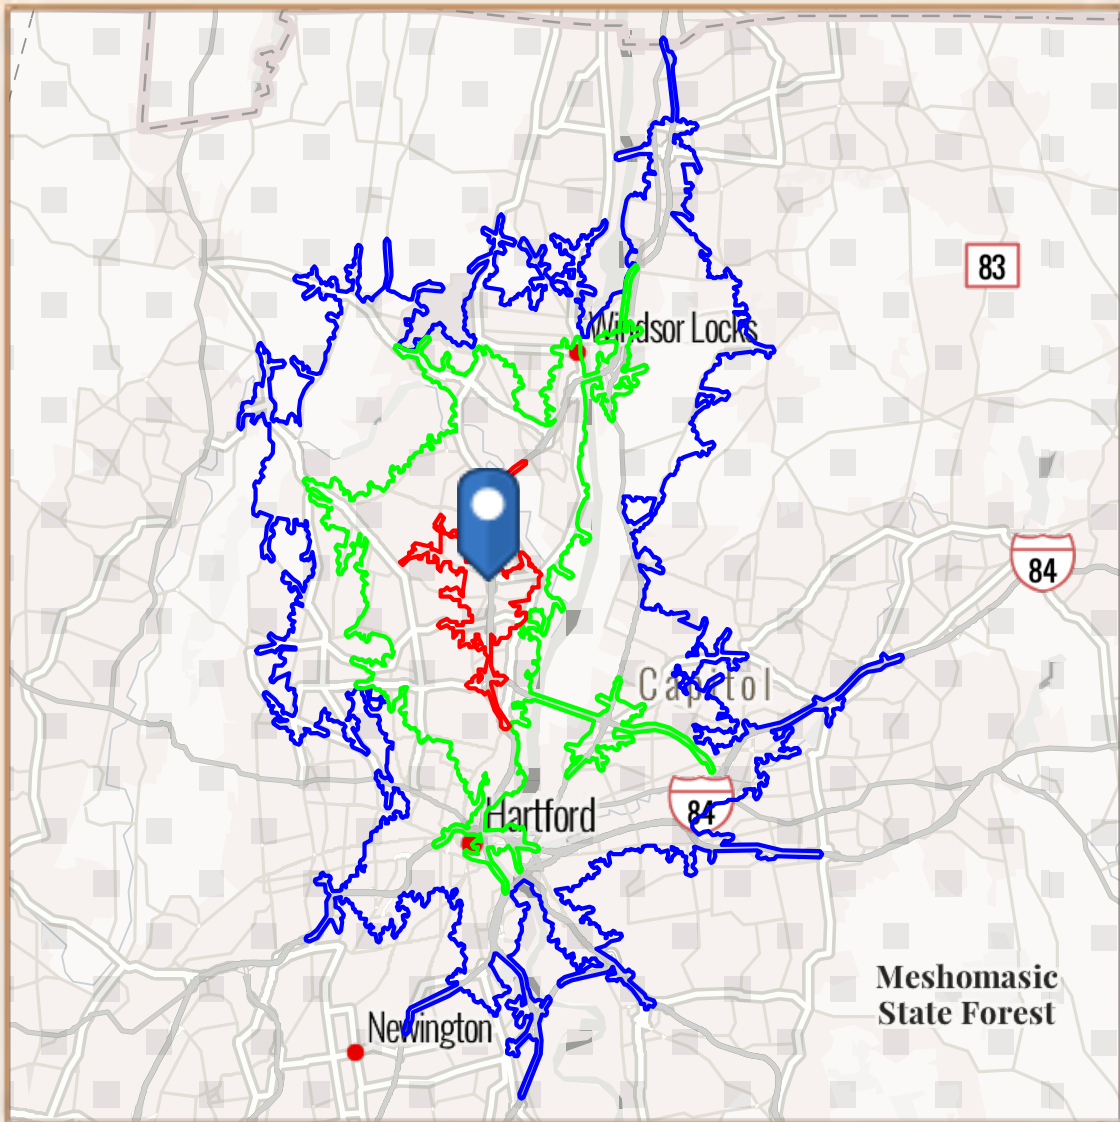 83
Windsor Locks
84
Capitol
84
Hartford
Meshomasic
State Forest
Newington